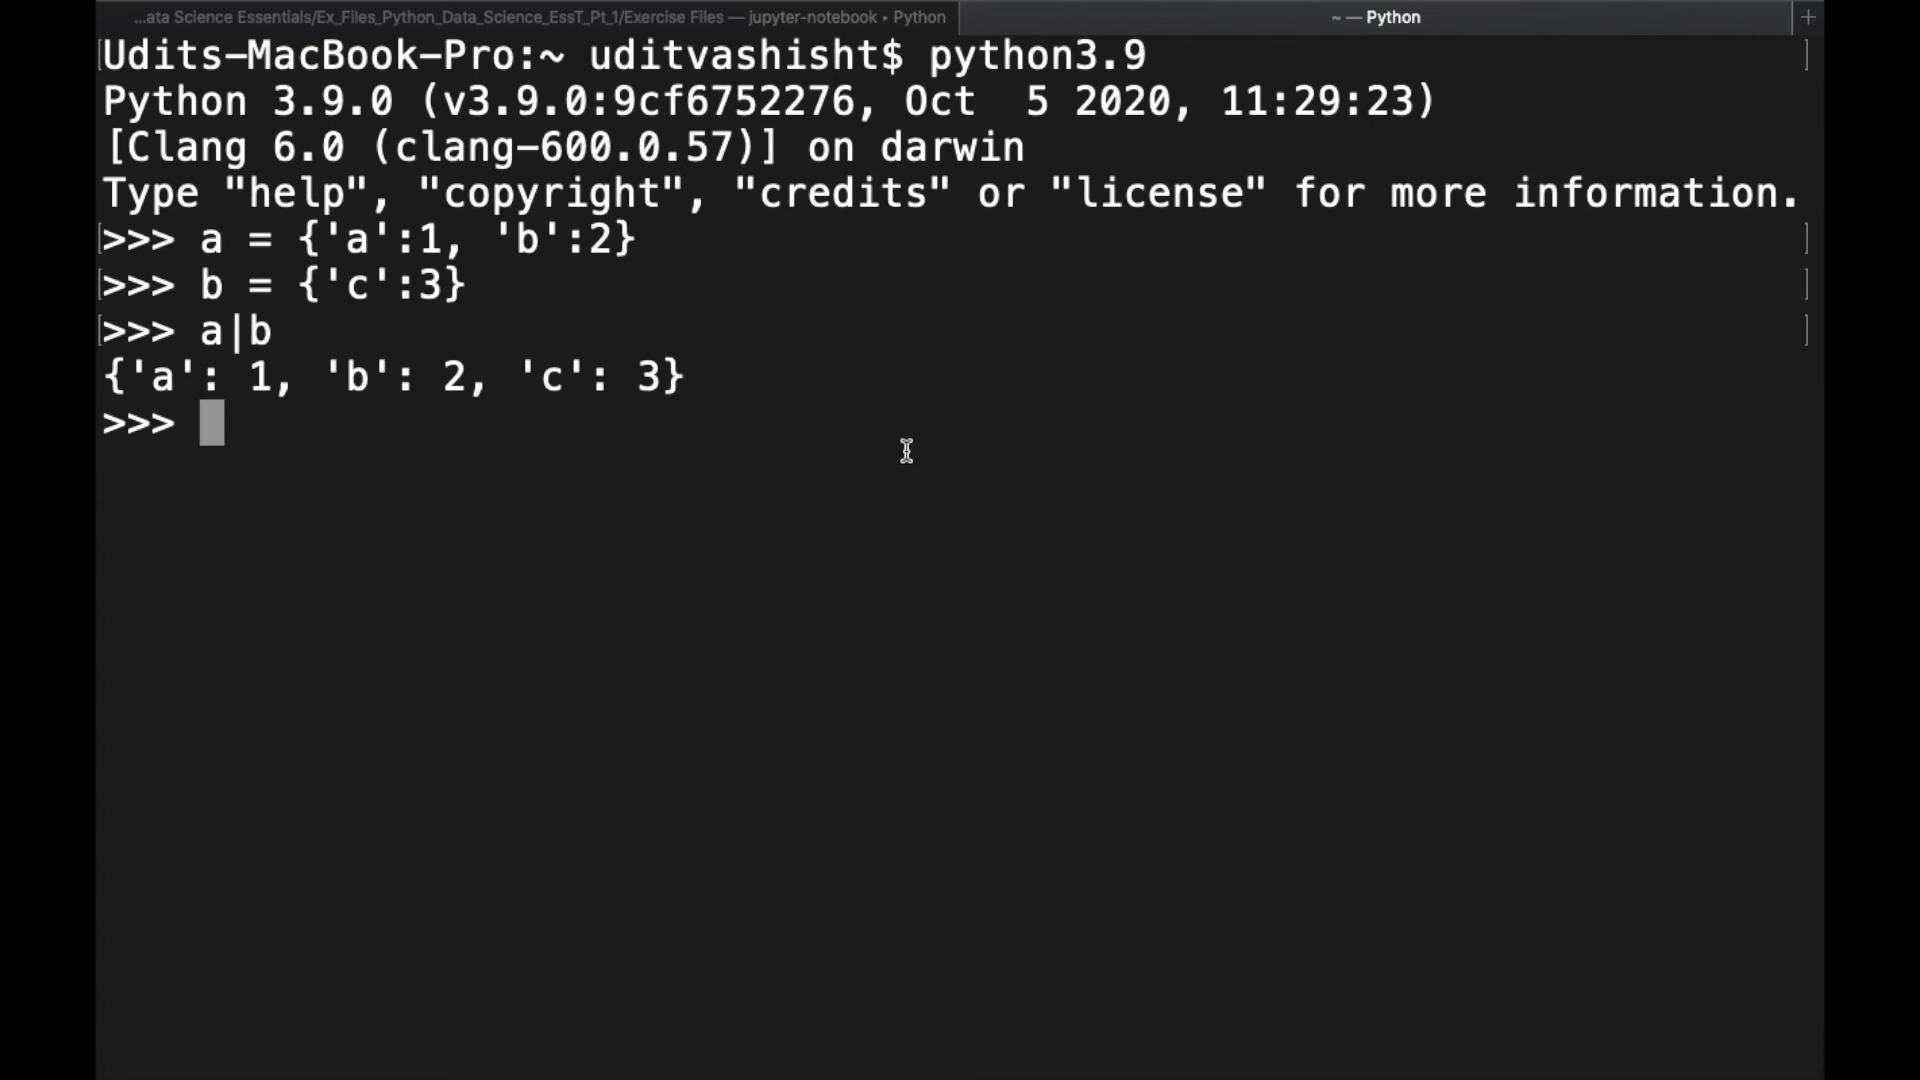 ...ata Science Essentials/Ex_Files_Python_Data_Science_EssT_Pt_1/Exercise Files — jupyter-notebook ▸ Python
~ — Python
Udits-MacBook-Pro:~ uditvashisht$ python3.9
Python 3.9.0 (v3.9.0:9cf6752276, Oct  5 2020, 11:29:23)
[Clang 6.0 (clang-600.0.57)] on darwin
Type "help", "copyright", "credits" or "license" for more information.
>>> a = {'a':1, 'b':2}
>>> b = {'c':3}
>>> a|b
{'a': 1, 'b': 2, 'c': 3}
>>>